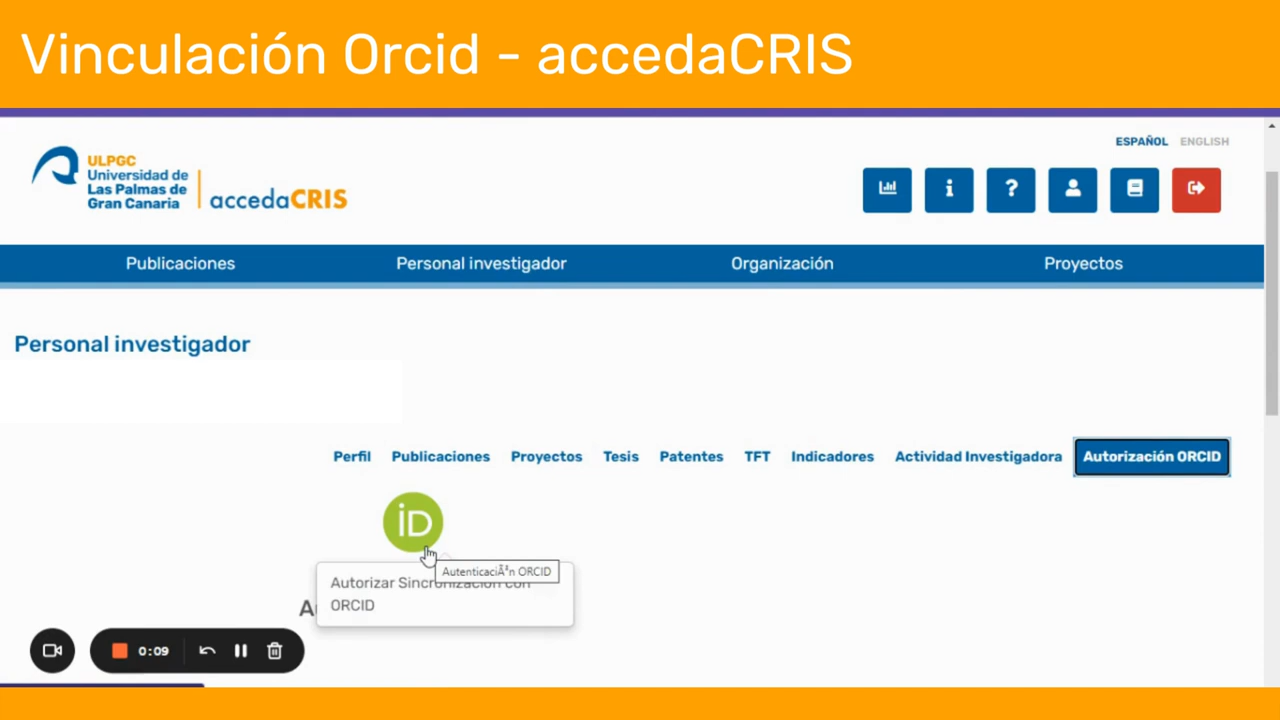 Vinculación Orcid - accedaCRIS
ESPAÑOL ENGLISH
ULPGC
Universidad de
Las Palmas de
Gran Canaria
accedaCRIS
Publicaciones Personal investigador Organización Proyectos
Personal investigador
Perfil Publicaciones Proyectos Tesis Patentes TFT Indicadores Actividad Investigadora Autorización ORCID
iD
AutenticaciÃ³n ORCID
Autorizar Sincronización con
ORCID
0:09